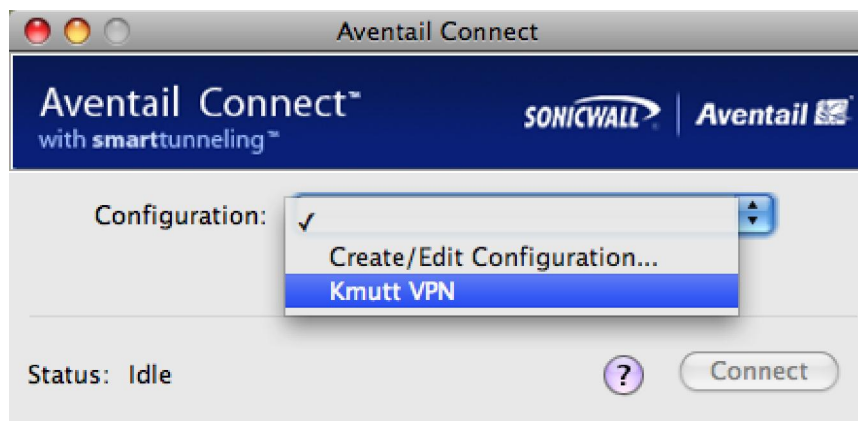 Aventail Connect
Aventail Connect™
with smarttunneling™
SONICWALL | Aventail
Configuration:
✓
Create/Edit Configuration...
Kmutt VPN
Status: Idle
?
Connect